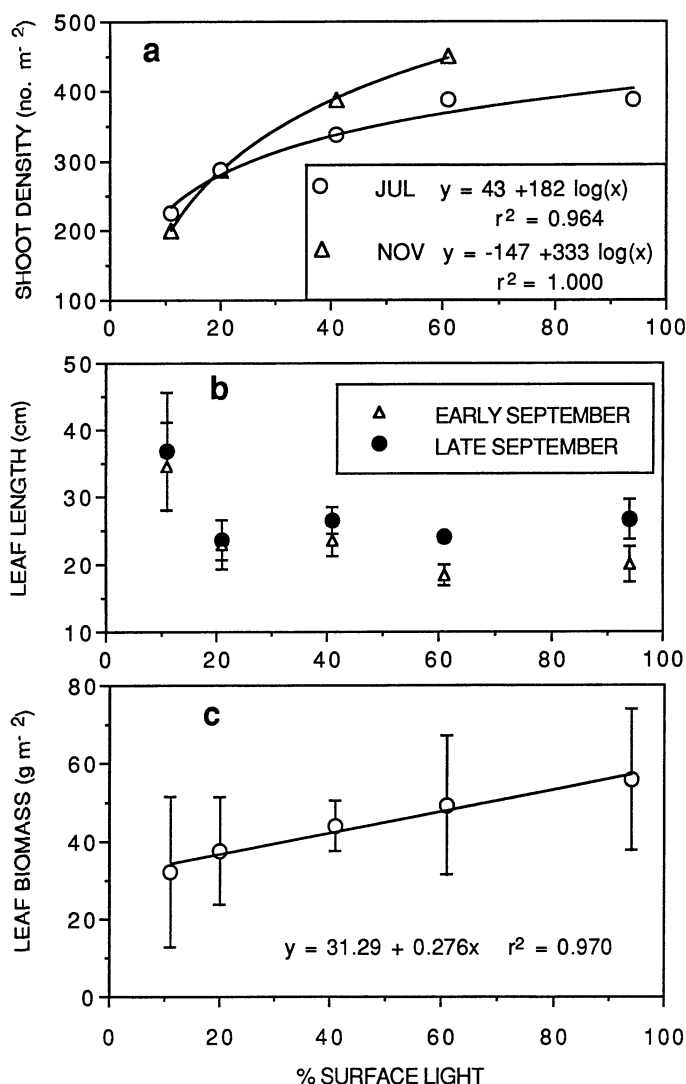 a
SHOOT DENSITY (no. m-2)
500
400
300
200
100
JUL y = 43 +182 log(x)
r2 = 0.964
NOV y = -147 +333 log(x)
r2 = 1.000
0 20 40 60 80 100
b
LEAF LENGTH (cm)
50
40
30
20
10
EARLY SEPTEMBER
LATE SEPTEMBER
0 20 40 60 80 100
c
LEAF BIOMASS (g m-2)
80
60
40
20
0
y = 31.29 + 0.276x r2 = 0.970
0 20 40 60 80 100
% SURFACE LIGHT